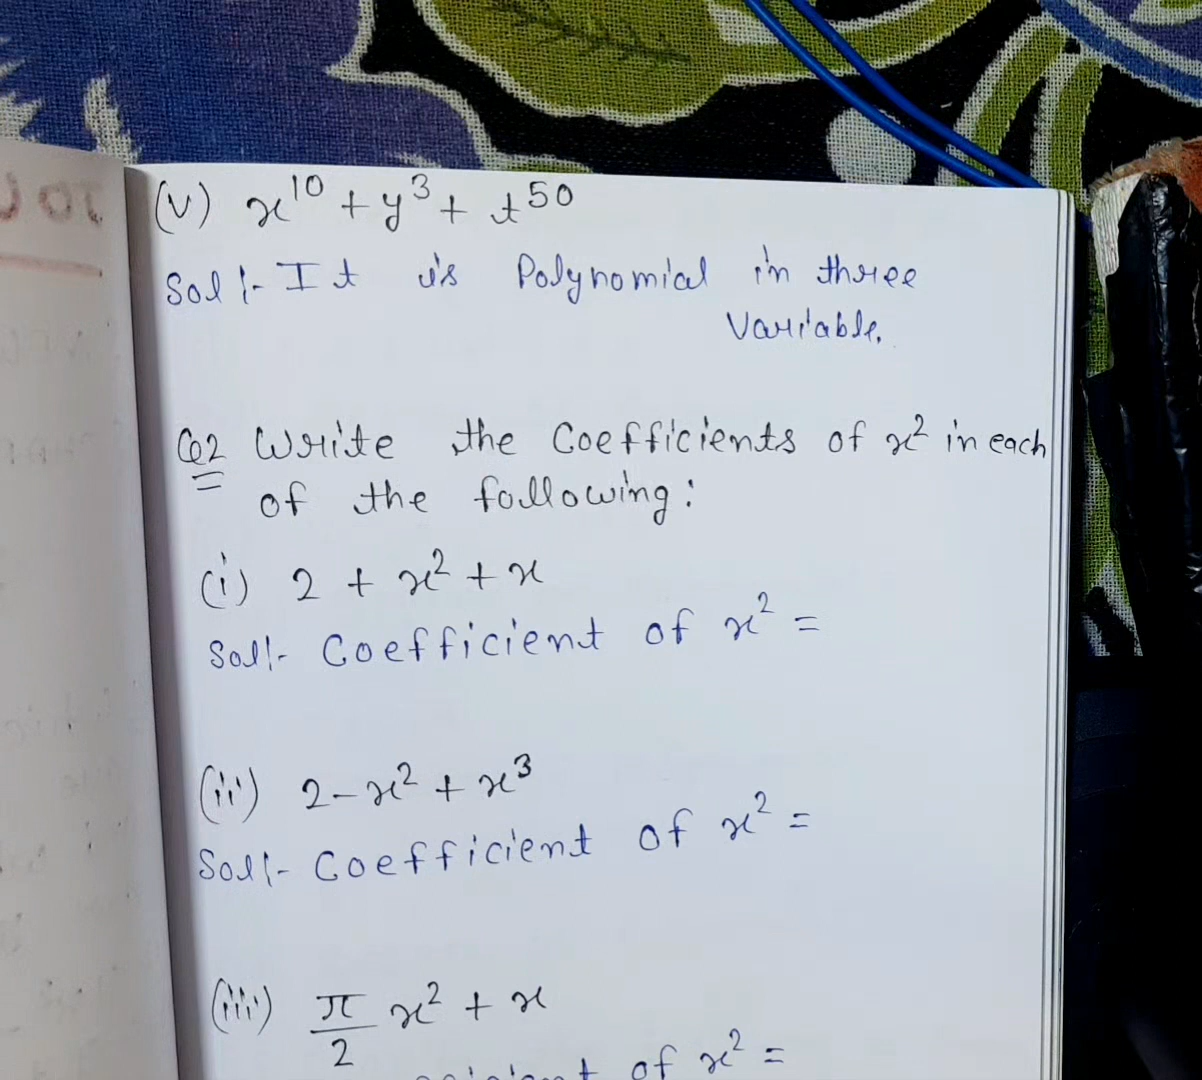 (v) x¹⁰ + y³ + t⁵⁰
Sol:- It is Polynomial in three
Variable.
Q2 Write the Coefficients of x² in each
of the following:
(i) 2 + x² + x
Sol:- Coefficient of x² =
(ii) 2 - x² + x³
Sol:- Coefficient of x² =
(iii) π/2 x² + x
of x² =